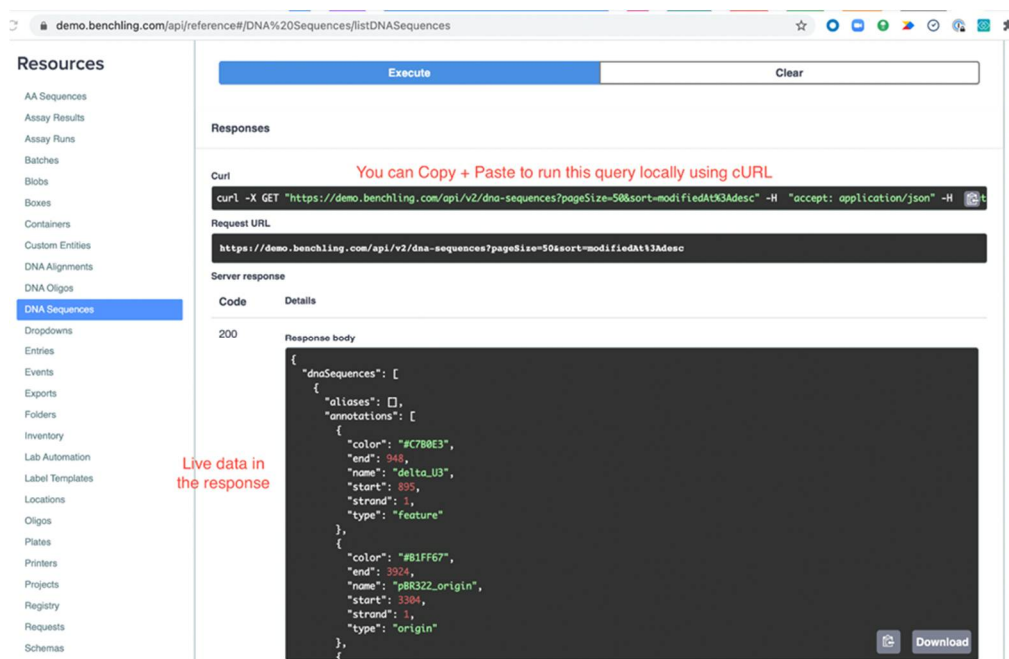 demo.benchling.com/api/reference#/DNA%20Sequences/listDNASequences
Resources
AA Sequences
Assay Results
Assay Runs
Batches
Blobs
Boxes
Containers
Custom Entities
DNA Alignments
DNA Oligos
DNA Sequences
Dropdowns
Entries
Events
Exports
Folders
Inventory
Lab Automation
Label Templates
Locations
Oligos
Plates
Printers
Projects
Registry
Requests
Schemas
Execute
Clear
Responses
Curl
You can Copy + Paste to run this query locally using cURL
curl -X GET "https://demo.benchling.com/api/v2/dna-sequences?pageSize=50&sort=modifiedAt%3Adesc" -H "accept: application/json" -H
Request URL
https://demo.benchling.com/api/v2/dna-sequences?pageSize=50&sort=modifiedAt%3Adesc
Server response
Code Details
200
Response body
{
"dnaSequences": [
{
"aliases": [],
"annotations": [
{
"color": "#C7B0E3",
"end": 948,
"name": "delta_U3",
"start": 895,
"strand": 1,
"type": "feature"
},
{
"color": "#B1FF67",
"end": 3924,
"name": "pBR322_origin",
"start": 3304,
"strand": 1,
"type": "origin"
},
{
Live data in
the response
Download